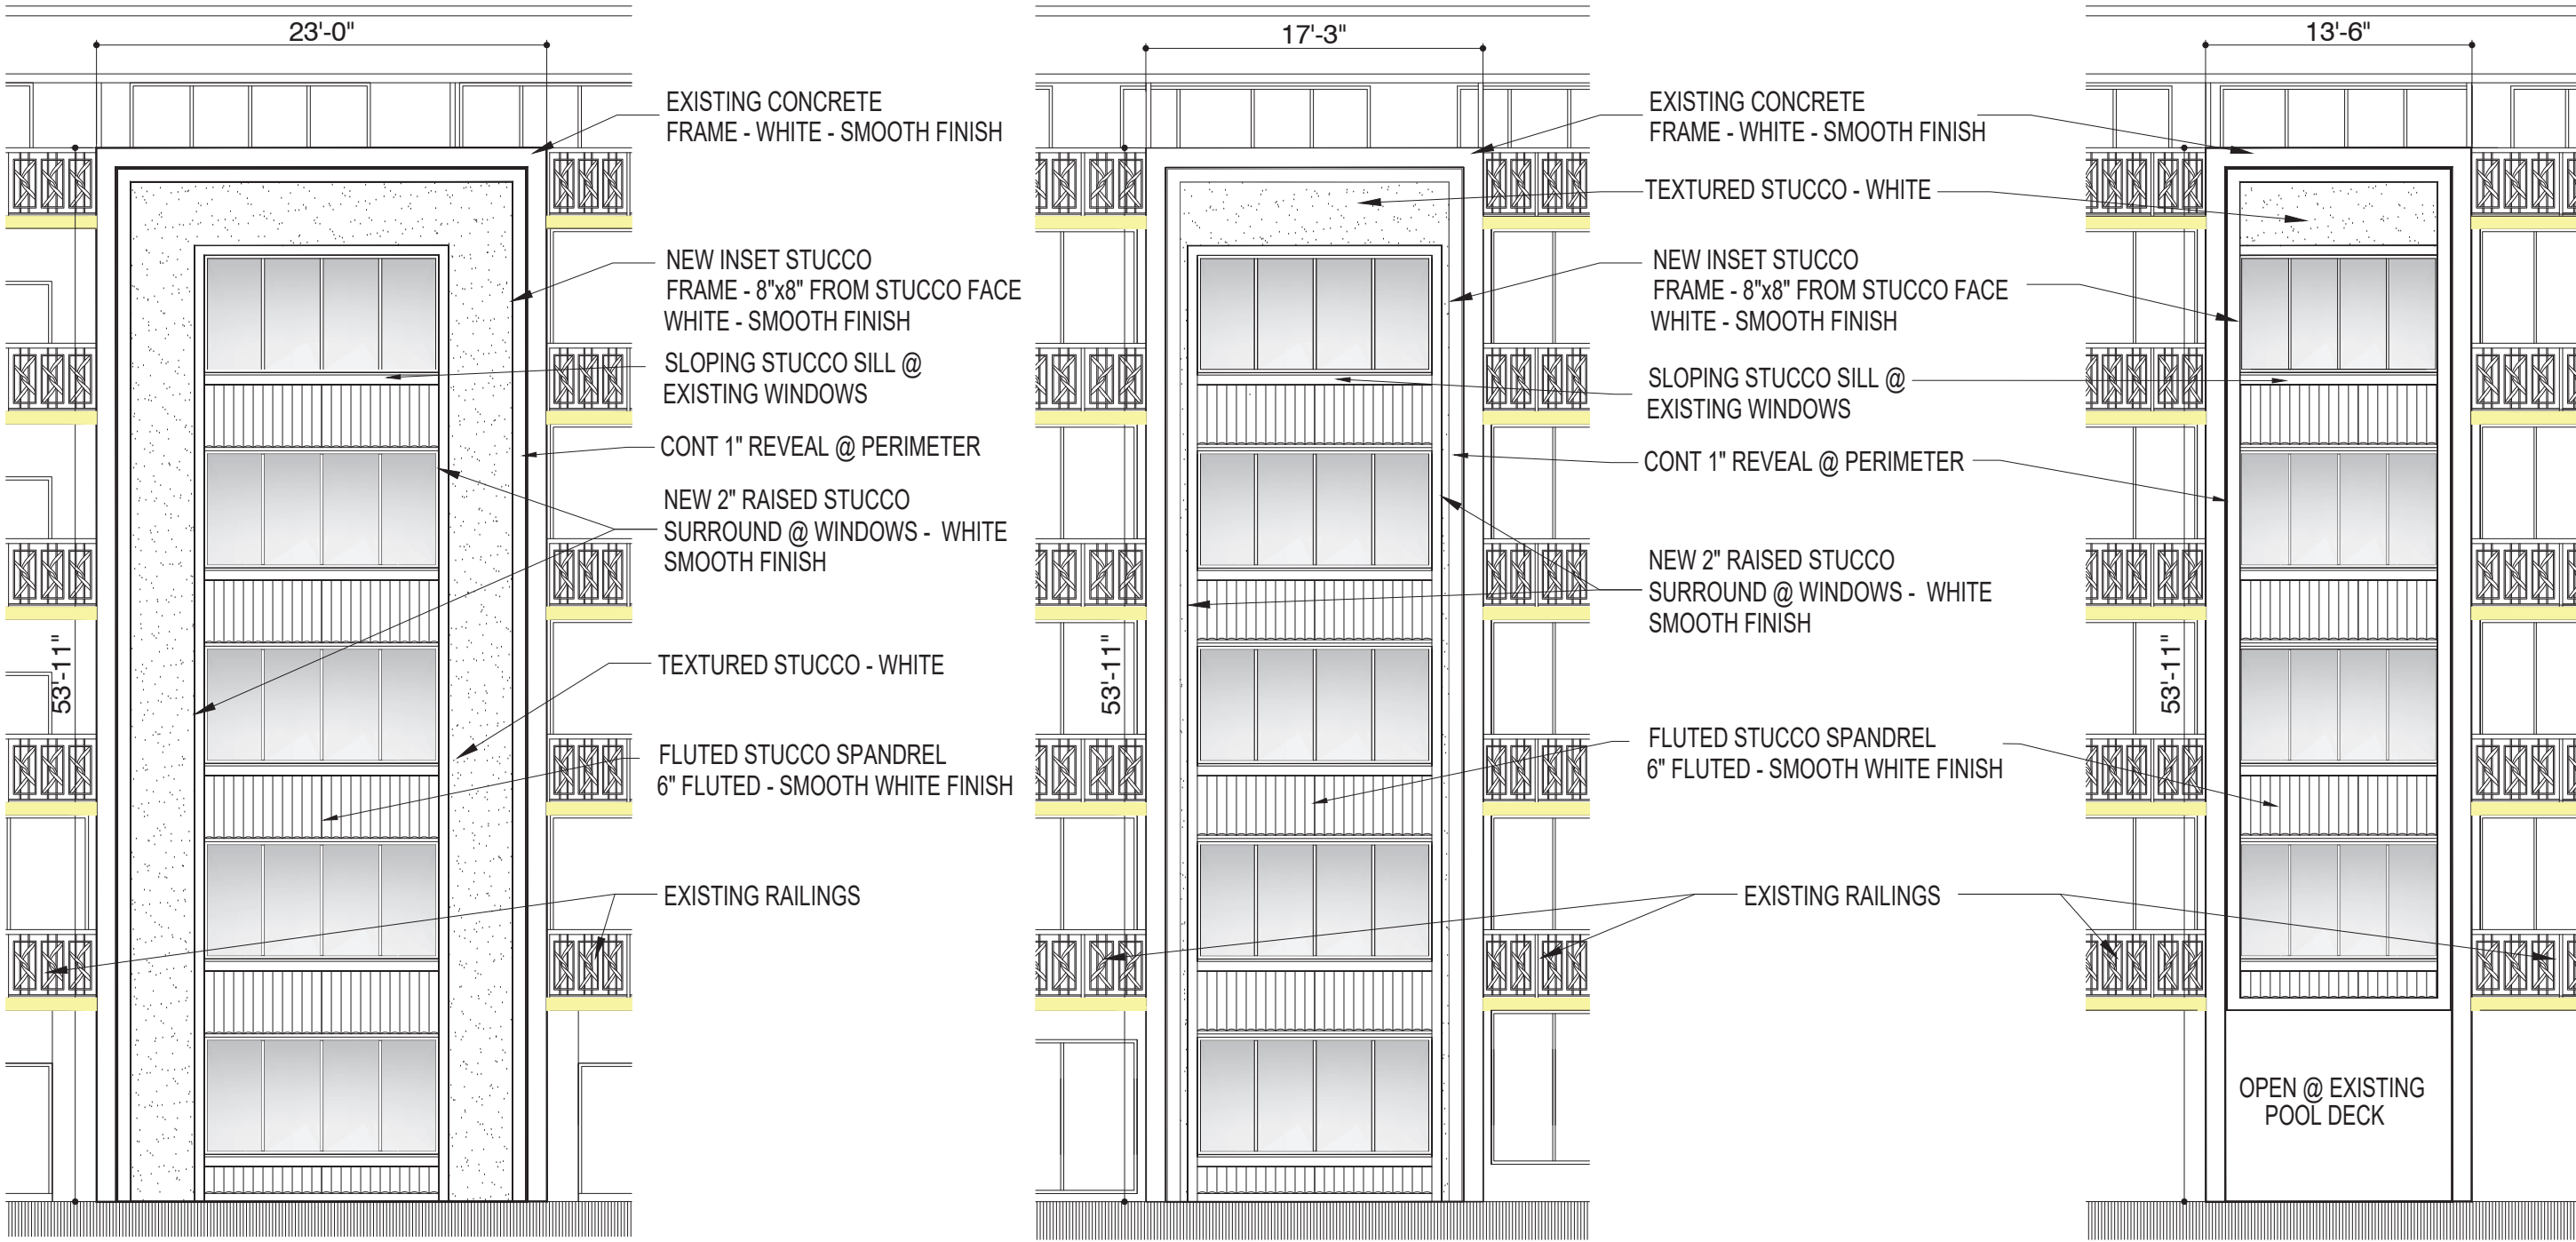 23'-0"
EXISTING CONCRETE
FRAME - WHITE - SMOOTH FINISH
NEW INSET STUCCO
FRAME - 8"x8" FROM STUCCO FACE
WHITE - SMOOTH FINISH
SLOPING STUCCO SILL @
EXISTING WINDOWS
CONT 1" REVEAL @ PERIMETER
NEW 2" RAISED STUCCO
SURROUND @ WINDOWS - WHITE
SMOOTH FINISH
53'-11"
TEXTURED STUCCO - WHITE
FLUTED STUCCO SPANDREL
6" FLUTED - SMOOTH WHITE FINISH
EXISTING RAILINGS
17'-3"
EXISTING CONCRETE
FRAME - WHITE - SMOOTH FINISH
TEXTURED STUCCO - WHITE
NEW INSET STUCCO
FRAME - 8"x8" FROM STUCCO FACE
WHITE - SMOOTH FINISH
SLOPING STUCCO SILL @
EXISTING WINDOWS
CONT 1" REVEAL @ PERIMETER
NEW 2" RAISED STUCCO
SURROUND @ WINDOWS - WHITE
SMOOTH FINISH
53'-11"
FLUTED STUCCO SPANDREL
6" FLUTED - SMOOTH WHITE FINISH
EXISTING RAILINGS
13'-6"
53'-11"
OPEN @ EXISTING
POOL DECK